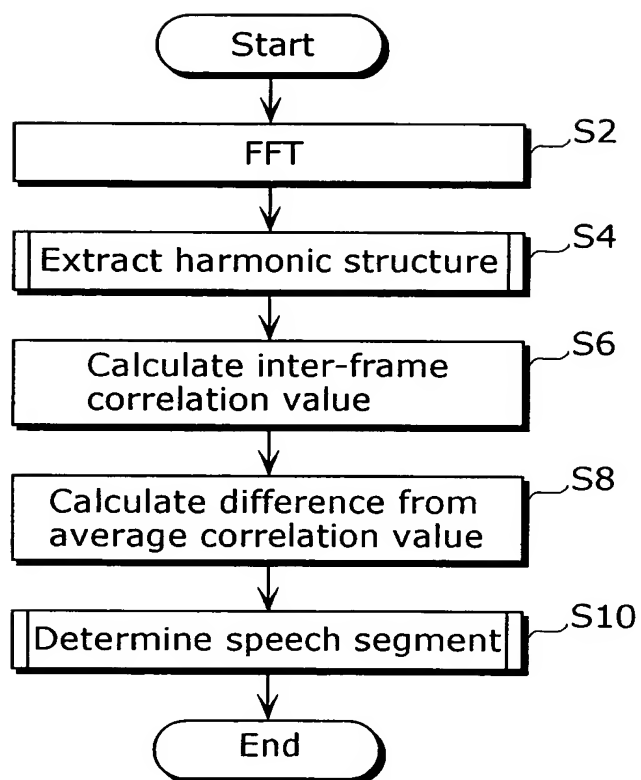 Start
FFT
S2
Extract harmonic structure
S4
Calculate inter-frame
correlation value
S6
Calculate difference from
average correlation value
S8
Determine speech segment
S10
End